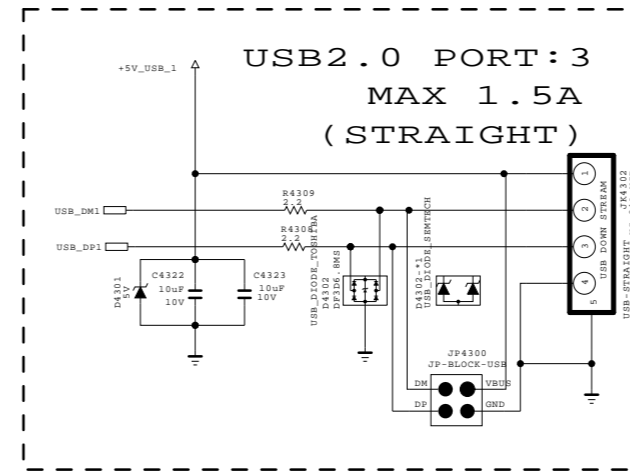 USB2.0 PORT:3
MAX 1.5A
(STRAIGHT)
+5V_USB_1
R4309
2.2
USB_DM1
R4308
2.2
USB_DP1
D4301
5V
C4322
10uF
10V
C4323
10uF
10V
USB_DIODE_TOSHIBA
D4302
DF3D6.8MS
D4302-*1
USB_DIODE_SEMTECH
JP4300
JP-BLOCK-USB
DM
VBUS
DP
GND
1
2
3
4
5
USB DOWN STREAM
JK4302
USB-STRAIGHT